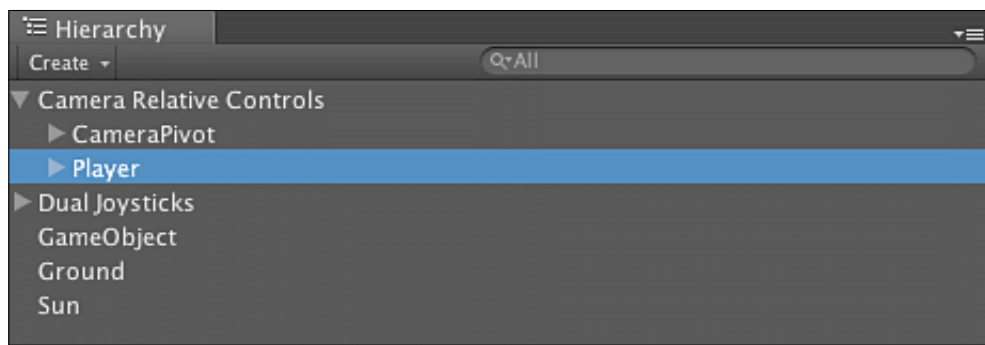 Hierarchy
Create All
Camera Relative Controls
CameraPivot
Player
Dual Joysticks
GameObject
Ground
Sun